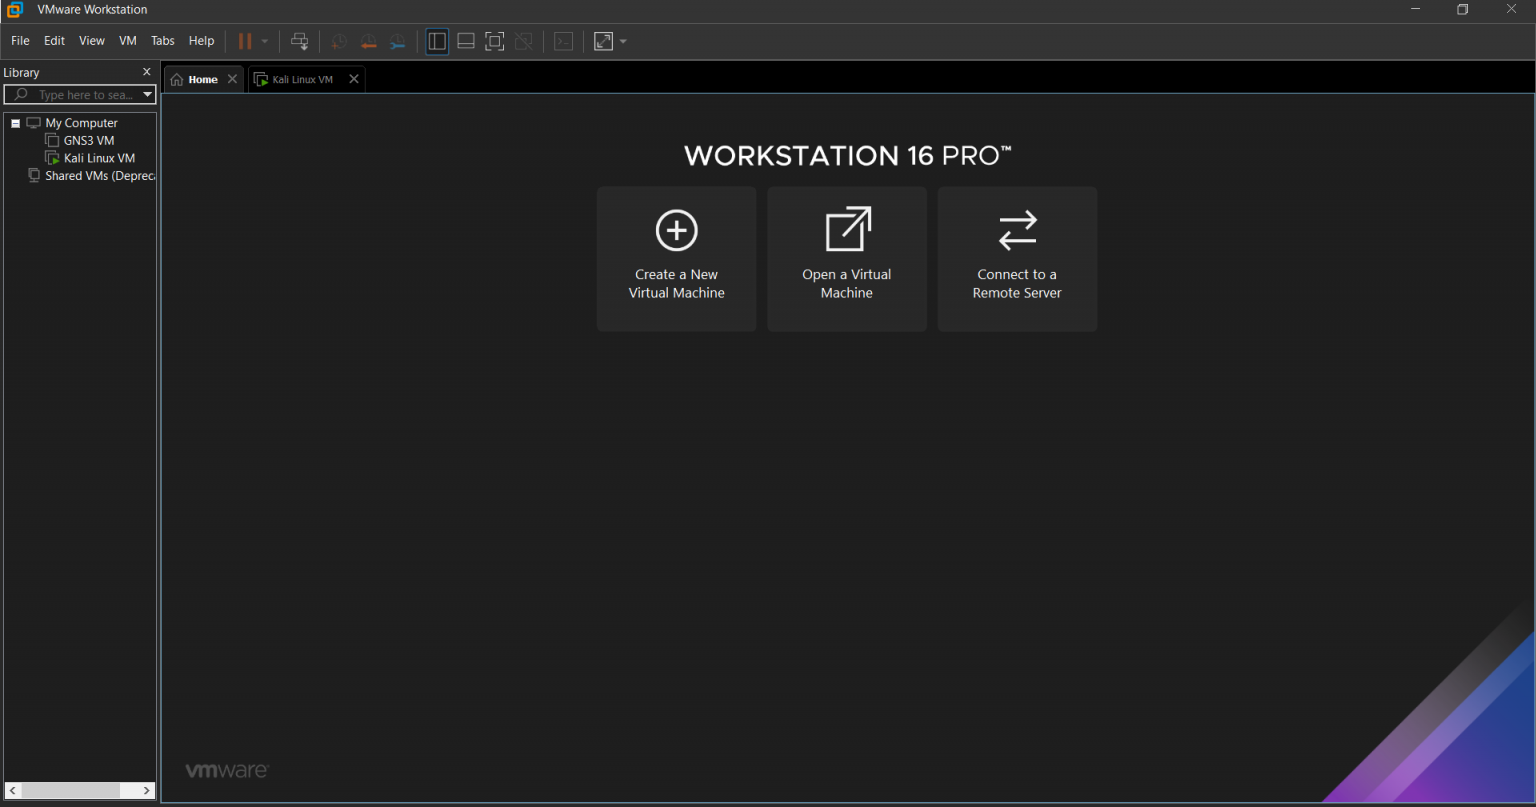 VMware Workstation
File Edit View VM Tabs Help
Library
Type here to sea...
My Computer
GNS3 VM
Kali Linux VM
Shared VMs (Depreca
Home
Kali Linux VM
WORKSTATION 16 PRO™
Create a New
Virtual Machine
Open a Virtual
Machine
Connect to a
Remote Server
vmware